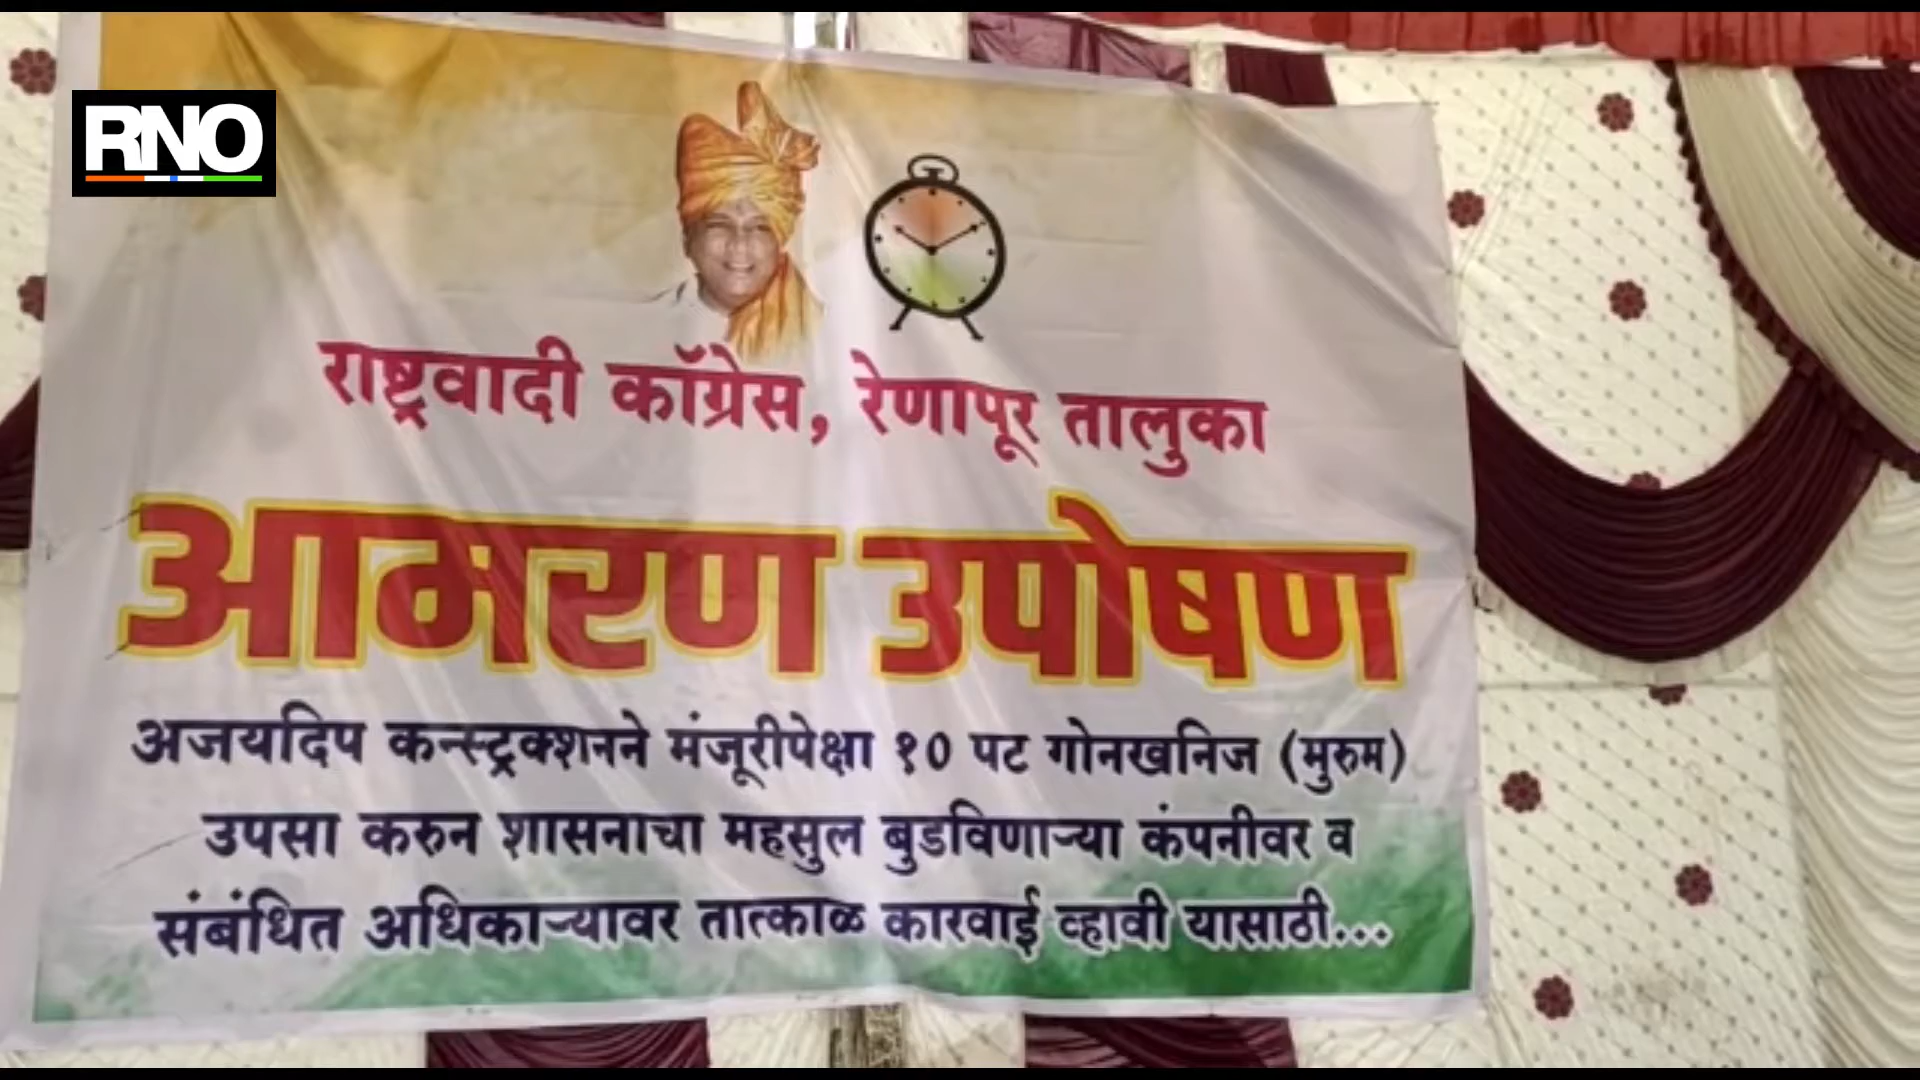 RNO
राष्ट्रवादी काँग्रेस, रेणापूर तालुका
आमरण उपोषण
अजयदिप कन्स्ट्रक्शनने मंजूरीपेक्षा १० पट गोनखनिज (मुरुम)
उपसा करुन शासनाचा महसुल बुडविणाऱ्या कंपनीवर व
संबंधित अधिकाऱ्यावर तात्काळ कारवाई व्हावी यासाठी...